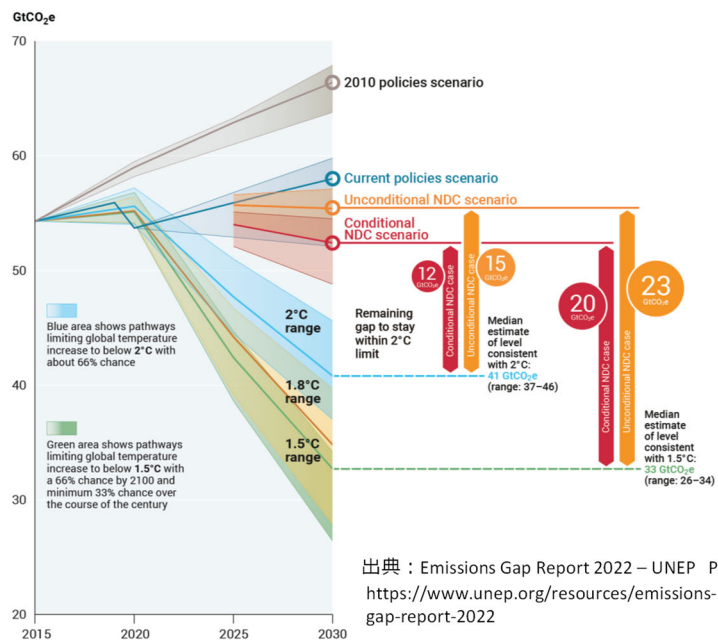 GtCO₂e
70
60
50
40
30
20
2015
2020
2025
2030
2010 policies scenario
Current policies scenario
Unconditional NDC scenario
Conditional
NDC scenario
Blue area shows pathways
limiting global temperature
increase to below 2°C with
about 66% chance
Green area shows pathways
limiting global temperature
increase to below 1.5°C with
a 66% chance by 2100 and
minimum 33% chance over
the course of the century
2°C
range
1.8°C
range
1.5°C
range
Remaining
gap to stay
within 2°C
limit
12
GtCO₂e
Conditional NDC case
15
GtCO₂e
Unconditional NDC case
Median
estimate
of level
consistent
with 2°C:
41 GtCO₂e
(range: 37–46)
20
GtCO₂e
Conditional NDC case
23
GtCO₂e
Unconditional NDC case
Median
estimate
of level
consistent
with 1.5°C:
33 GtCO₂e
(range: 26–34)
出典：Emissions Gap Report 2022 – UNEP P
https://www.unep.org/resources/emissions-
gap-report-2022